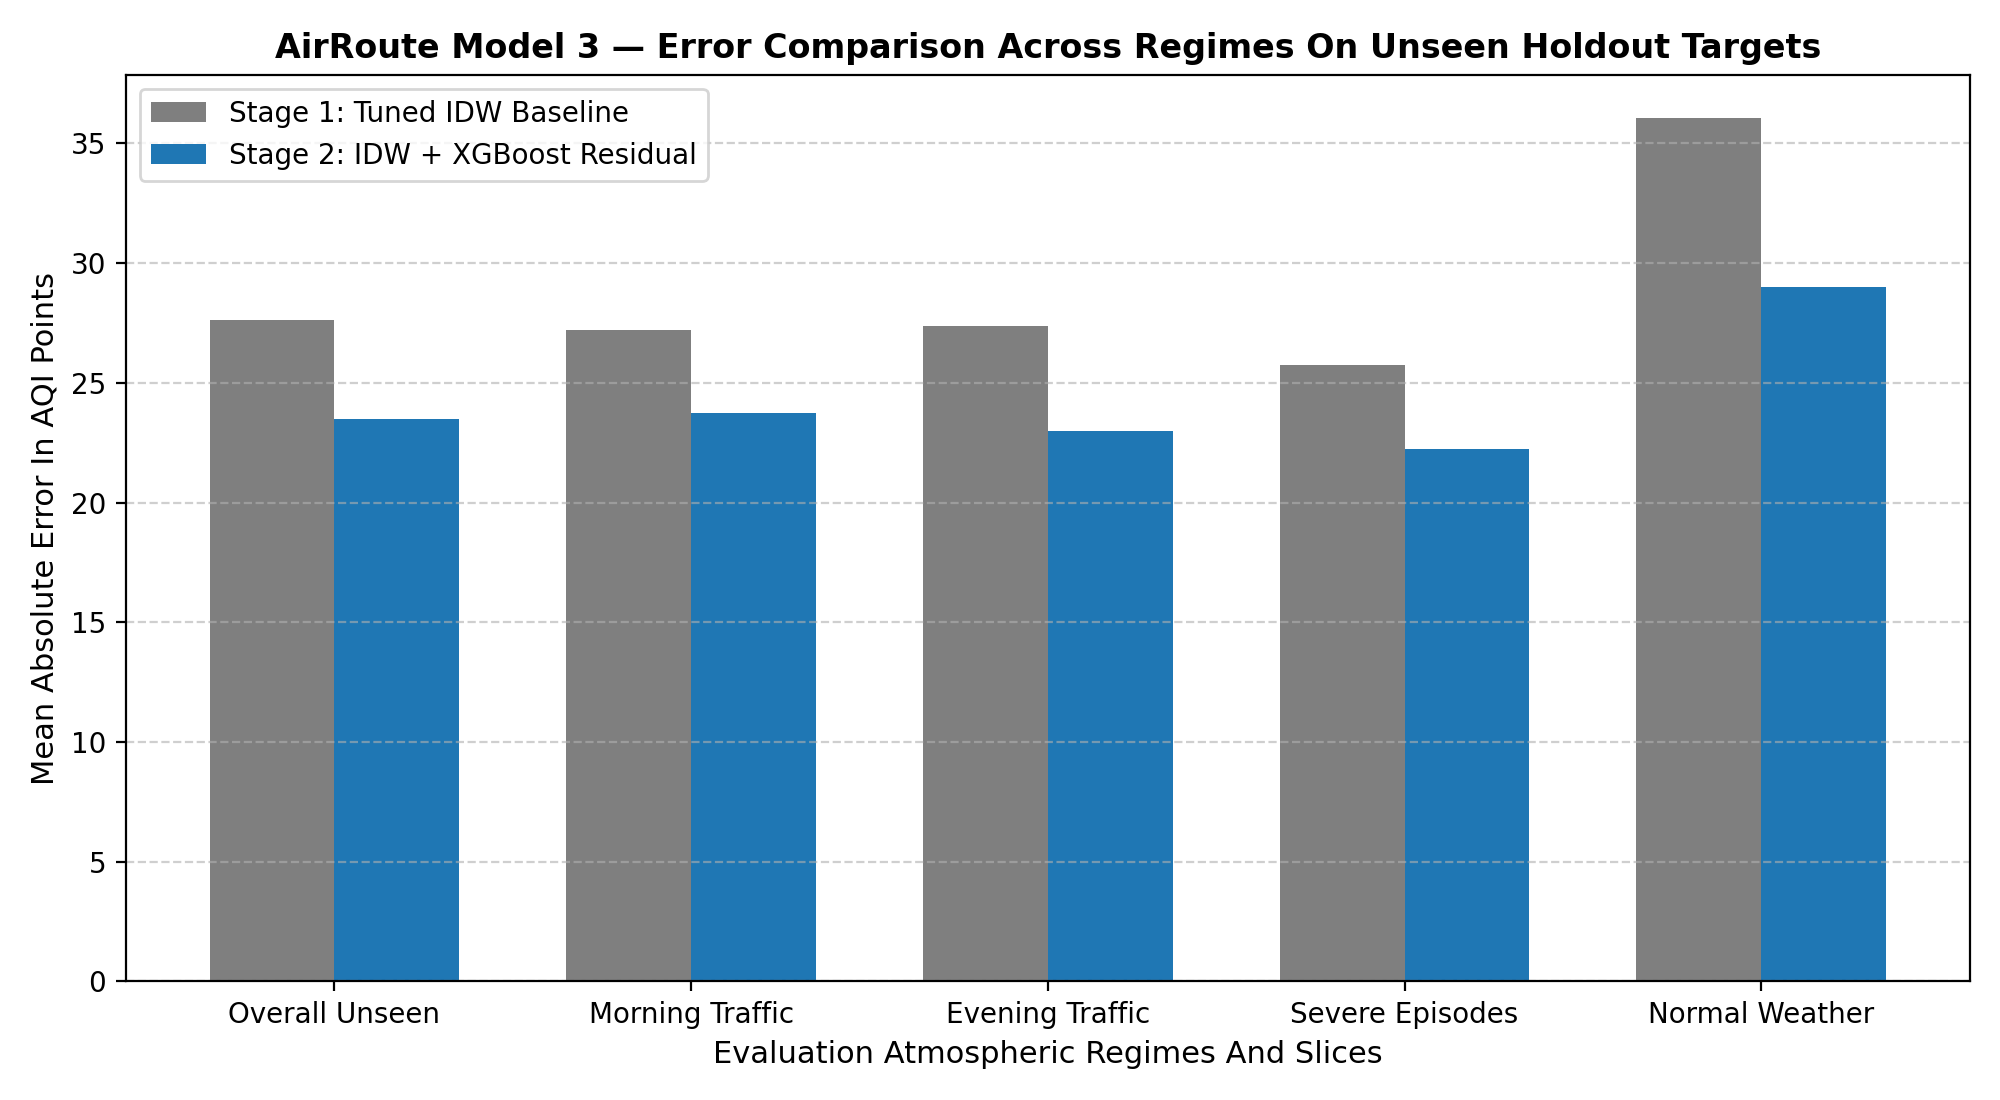 AirRoute Model 3 — Error Comparison Across Regimes On Unseen Holdout Targets
Stage 1: Tuned IDW Baseline
Stage 2: IDW + XGBoost Residual
Mean Absolute Error In AQI Points
35
30
25
20
15
10
5
0
Overall Unseen
Morning Traffic
Evening Traffic
Severe Episodes
Normal Weather
Evaluation Atmospheric Regimes And Slices